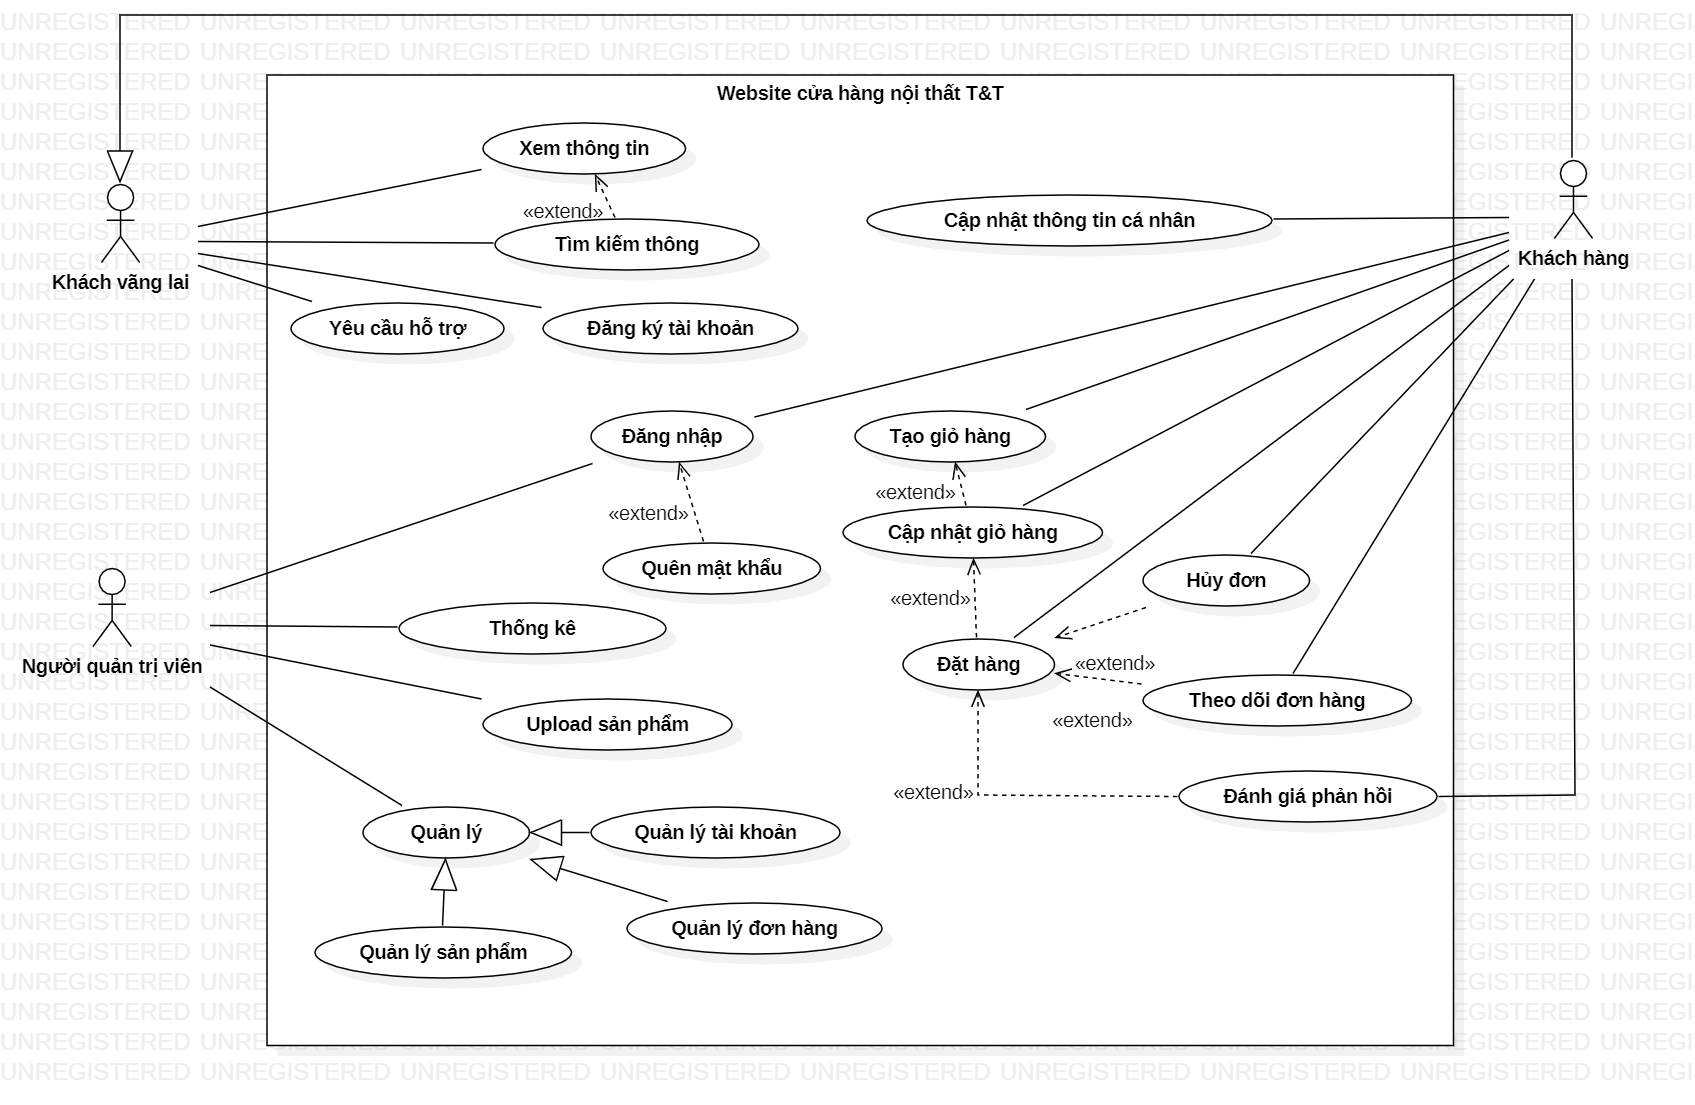 Website cửa hàng nội thất T&T
Xem thông tin
«extend»
Tìm kiếm thông
Cập nhật thông tin cá nhân
Khách hàng
Khách vãng lai
Yêu cầu hỗ trợ
Đăng ký tài khoản
Đăng nhập
Tạo giỏ hàng
«extend»
«extend»
Cập nhật giỏ hàng
Quên mật khẩu
Hủy đơn
«extend»
Thống kê
Người quản trị viên
Đặt hàng
«extend»
Theo dõi đơn hàng
«extend»
Upload sản phẩm
«extend»
Đánh giá phản hồi
Quản lý
Quản lý tài khoản
Quản lý đơn hàng
Quản lý sản phẩm
UNREGISTERED